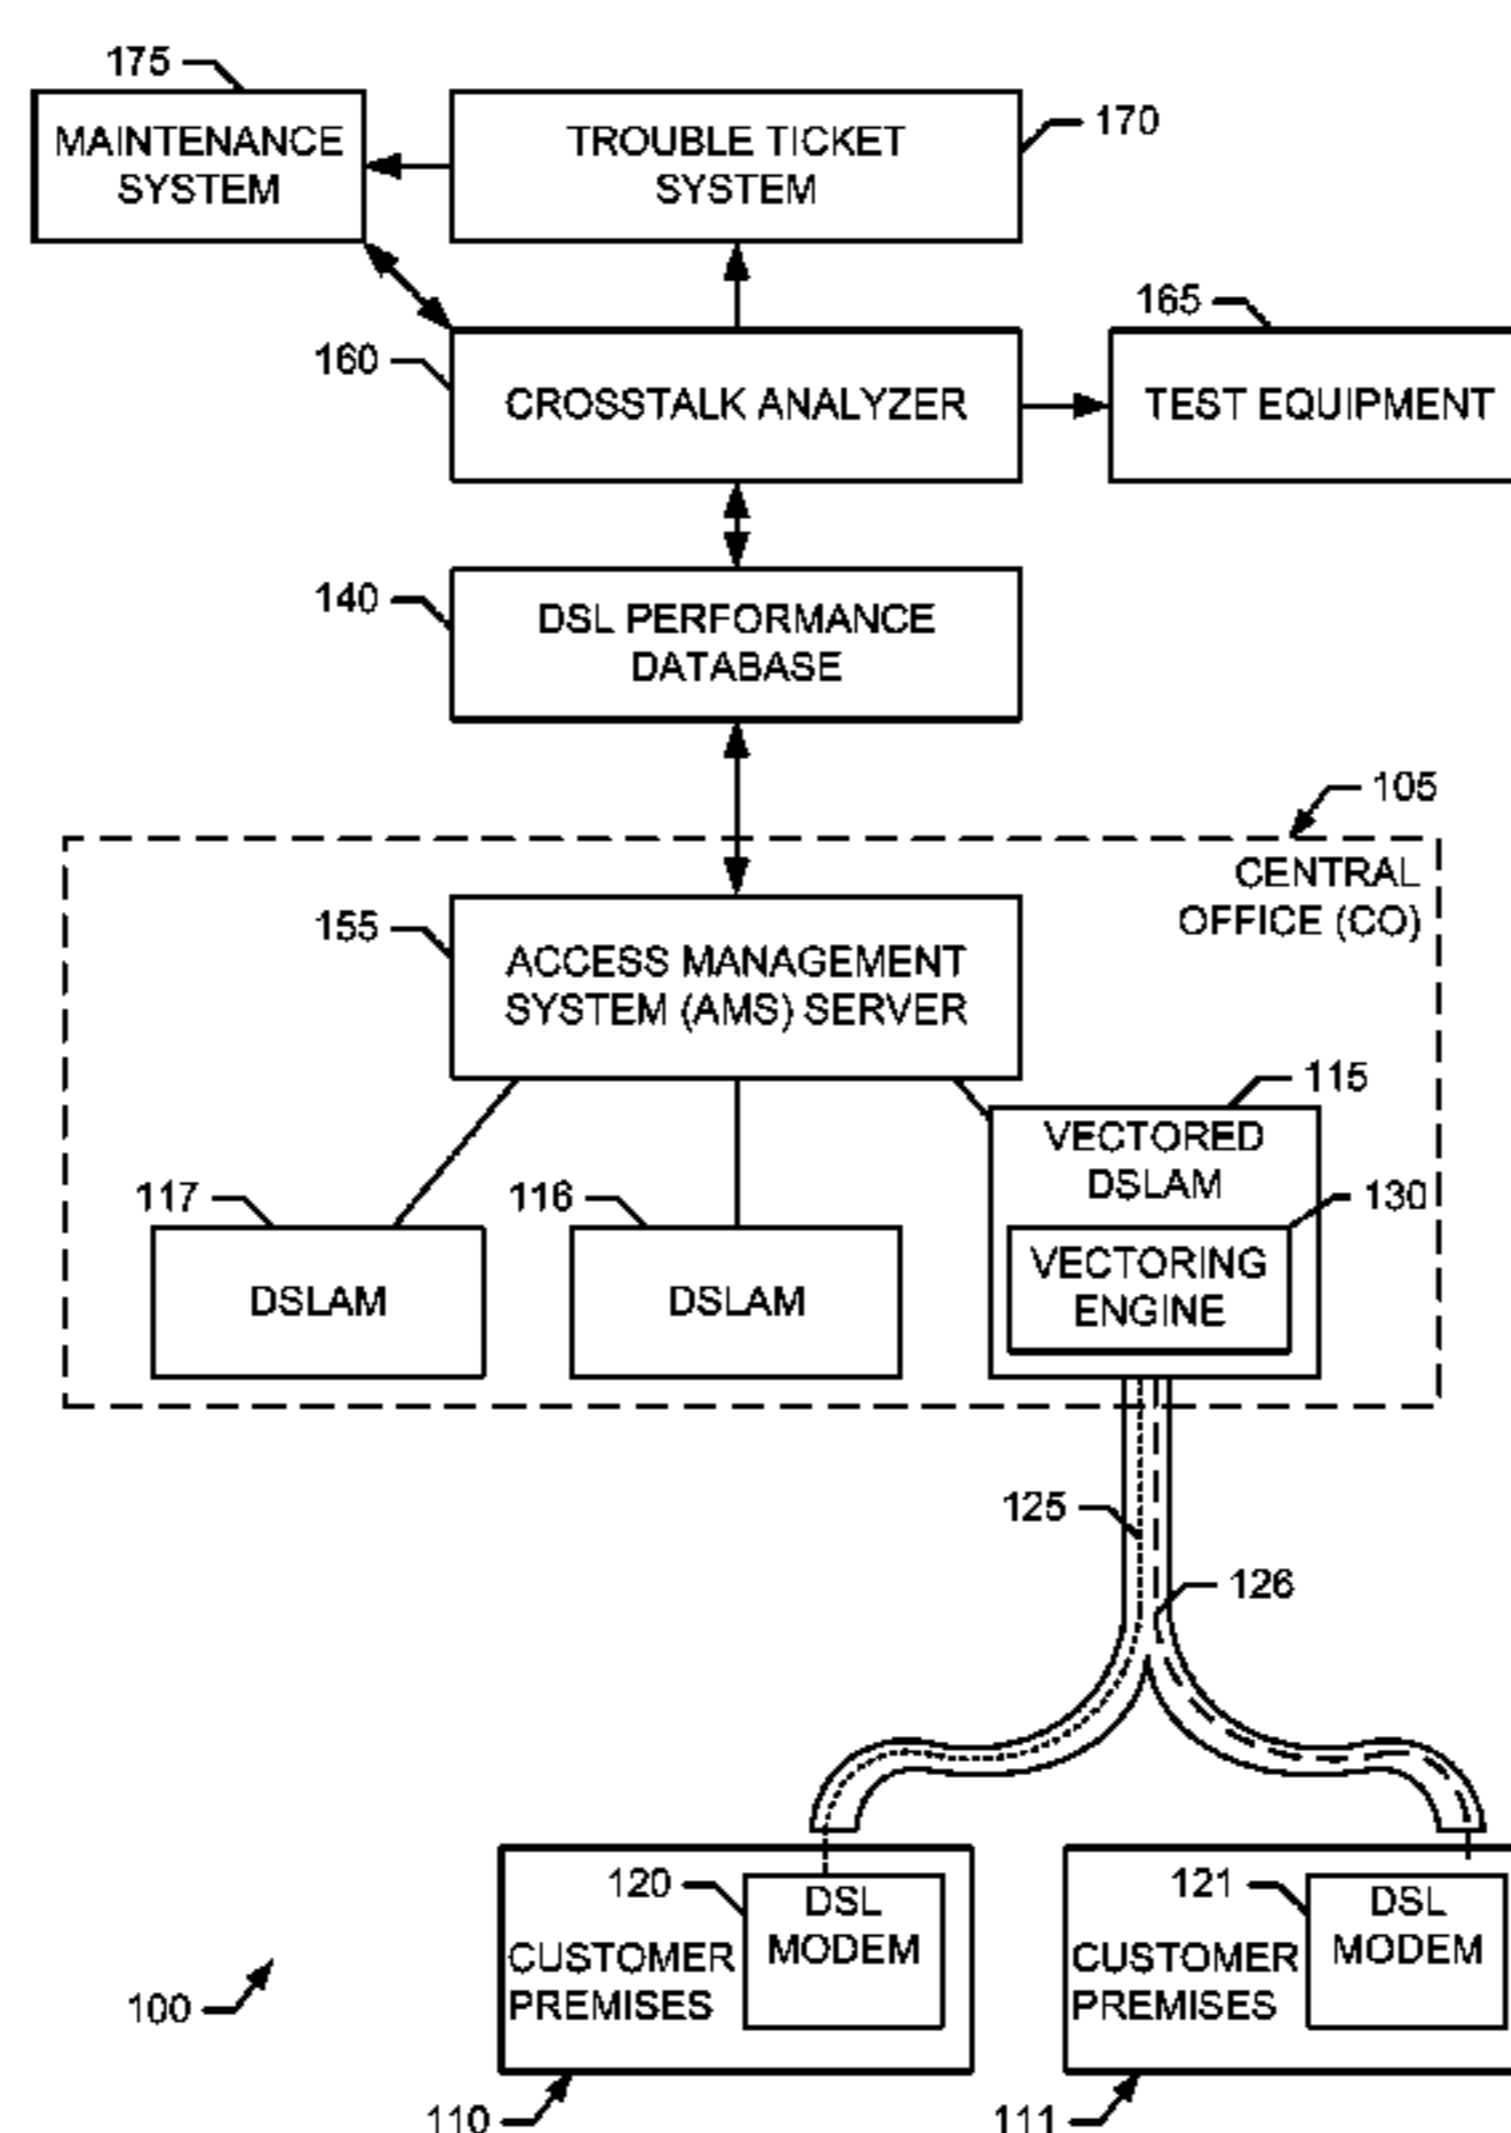 175
MAINTENANCE
SYSTEM
TROUBLE TICKET
SYSTEM
170
160
CROSSTALK ANALYZER
165
TEST EQUIPMENT
140
DSL PERFORMANCE
DATABASE
105
CENTRAL
OFFICE (CO)
155
ACCESS MANAGEMENT
SYSTEM (AMS) SERVER
115
VECTORED
DSLAM
117
DSLAM
116
DSLAM
130
VECTORING
ENGINE
125
126
120
DSL
MODEM
CUSTOMER
PREMISES
121
DSL
MODEM
CUSTOMER
PREMISES
100
110
111